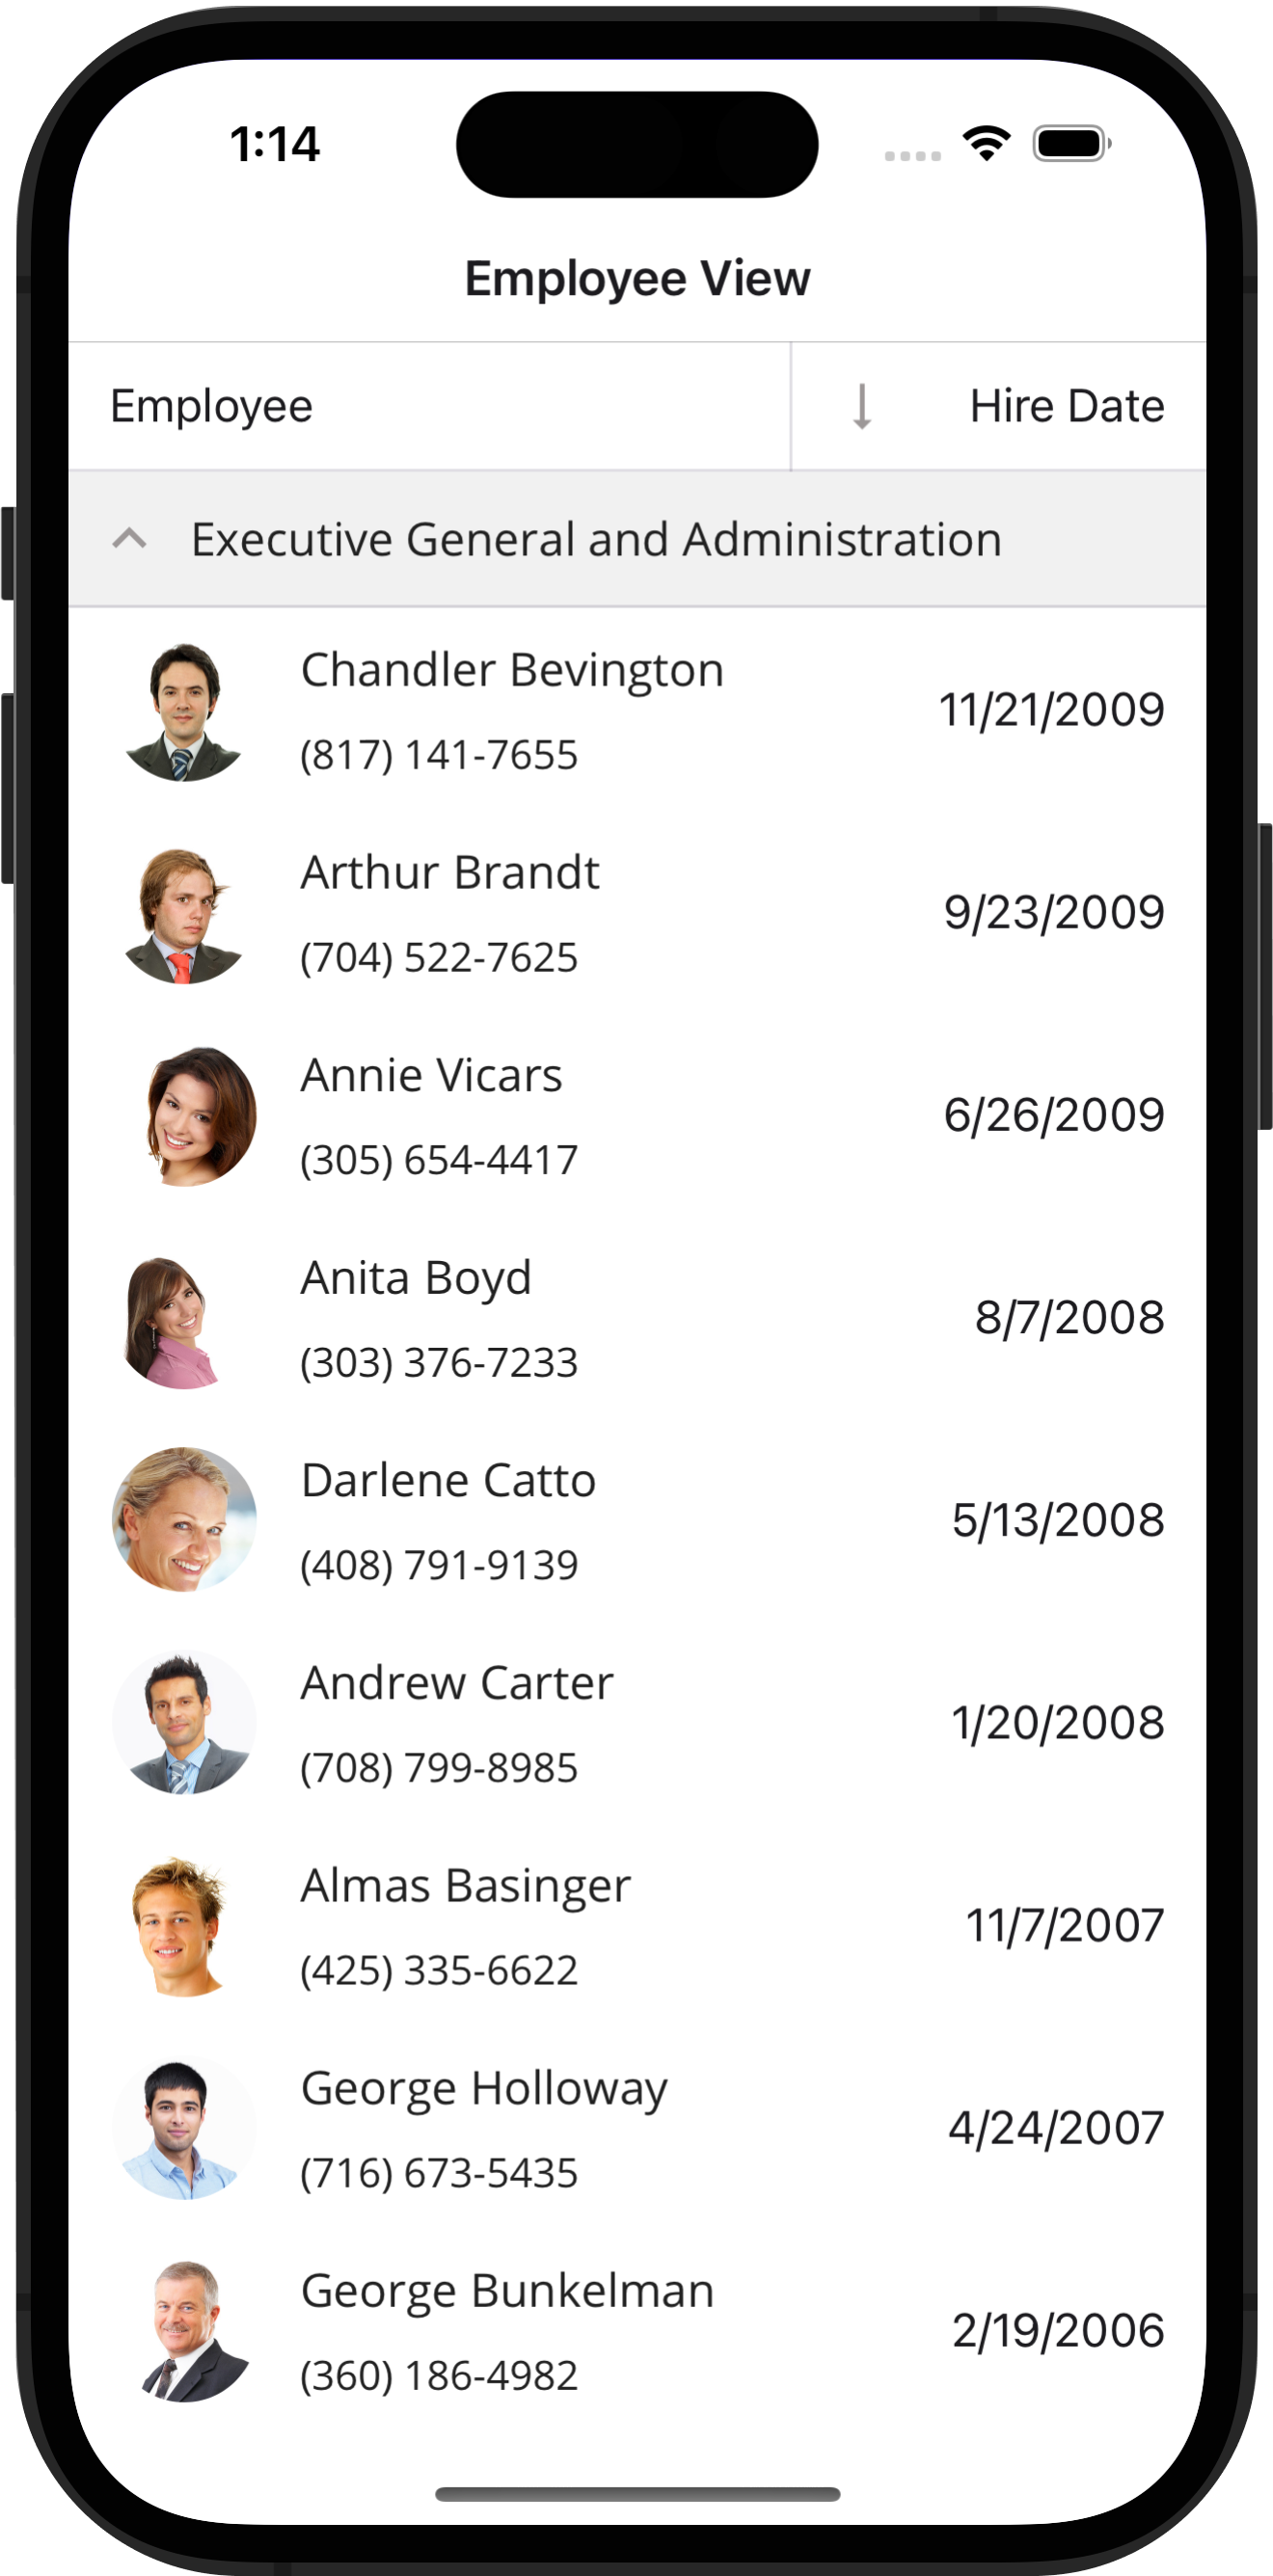 1:14
Employee View
Employee Hire Date
Executive General and Administration
Chandler Bevington
(817) 141-7655
11/21/2009
Arthur Brandt
(704) 522-7625
9/23/2009
Annie Vicars
(305) 654-4417
6/26/2009
Anita Boyd
(303) 376-7233
8/7/2008
Darlene Catto
(408) 791-9139
5/13/2008
Andrew Carter
(708) 799-8985
1/20/2008
Almas Basinger
(425) 335-6622
11/7/2007
George Holloway
(716) 673-5435
4/24/2007
George Bunkelman
(360) 186-4982
2/19/2006